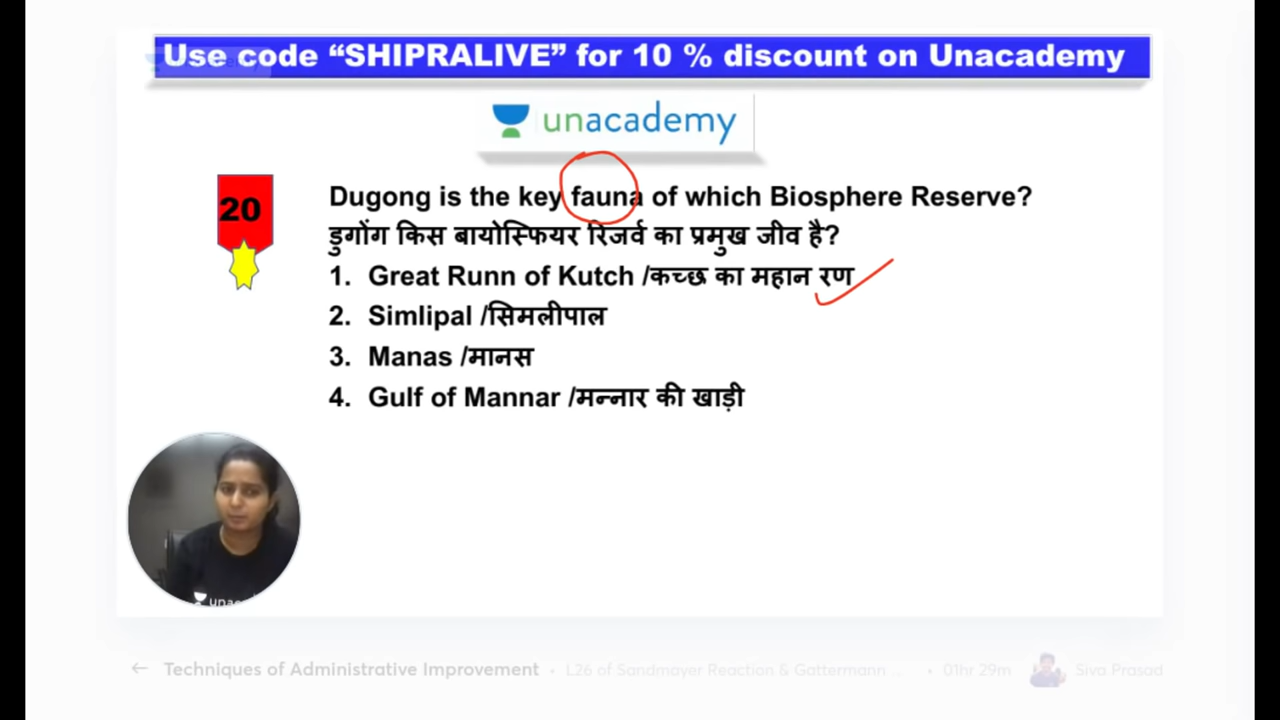 Use code “SHIPRALIVE” for 10 % discount on Unacademy
unacademy
20
Dugong is the key fauna of which Biosphere Reserve?
डुगोंग किस बायोस्फियर रिजर्व का प्रमुख जीव है?
1. Great Runn of Kutch /कच्छ का महान रण
2. Simlipal /सिमलीपाल
3. Manas /मानस
4. Gulf of Mannar /मन्नार की खाड़ी
Techniques of Administrative Improvement • L26 of Sandmayer Reaction & Gattermann ... • 01hr 29m Siva Prasad